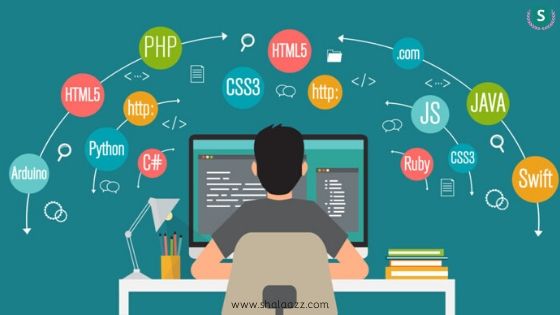 S
PHP
HTML5
.com
HTML5
CSS3
http:
JAVA
http:
JS
Python
C#
Ruby
CSS3
Arduino
Swift
www.shalaazz.com